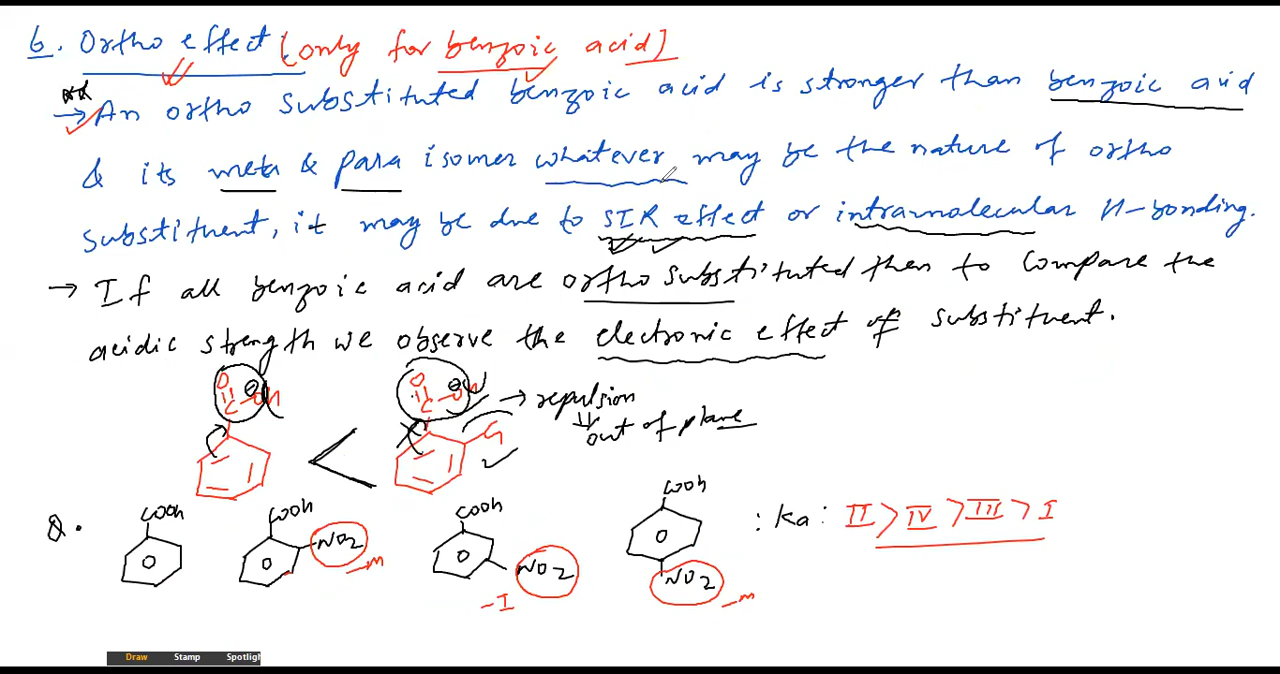 6. Ortho effect [only for benzoic acid]
→ An ortho substituted benzoic acid is stronger than benzoic acid
& its meta & para isomer whatever may be the nature of ortho
substituent, it may be due to SIR effect or intramolecular H-bonding.
→ If all benzoic acid are ortho substituted then to compare the
acidic strength we observe the electronic effect of substituent.
O O
C - OH < C - OH → repulsion
⇓
out of plane
G
Q. COOH COOH COOH COOH : Ka : II > IV > III > I
NO2 NO2 NO2
-M -I -M
Draw Stamp Spotligh